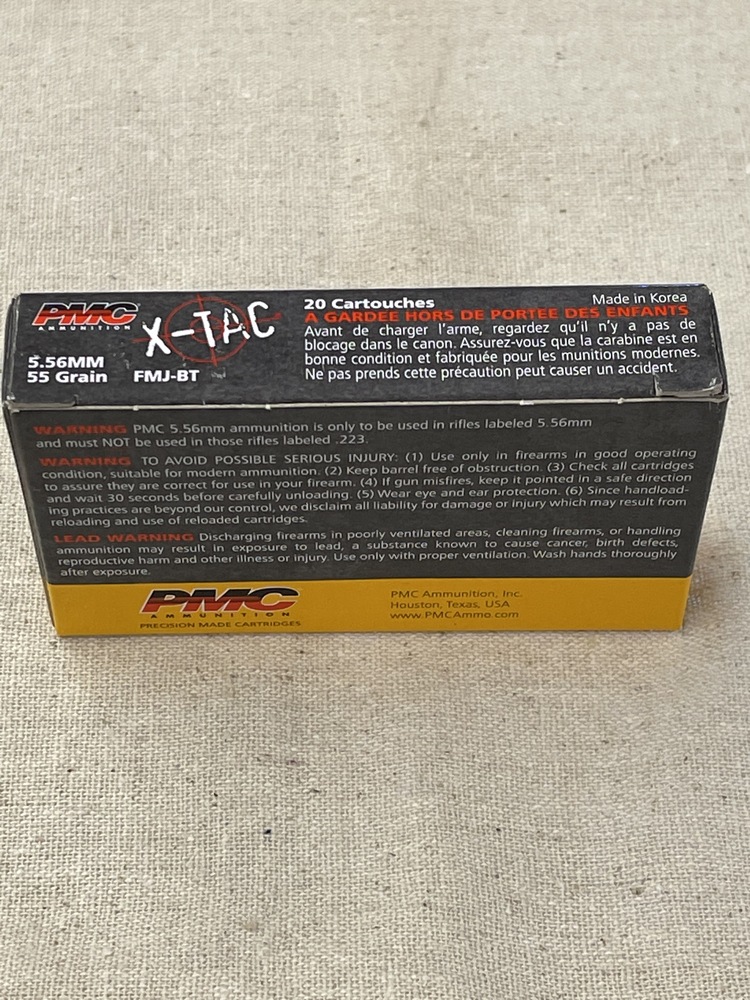 PMC
AMMUNITION
X-TAC
5.56MM
55 Grain FMJ-BT
20 Cartouches
Made in Korea
A GARDEE HORS DE PORTEE DES ENFANTS
Avant de charger l'arme, regardez qu'il n'y a pas de
blocage dans le canon. Assurez-vous que la carabine est en
bonne condition et fabriquée pour les munitions modernes.
Ne pas prends cette précaution peut causer un accident.
WARNING PMC 5.56mm ammunition is only to be used in rifles labeled 5.56mm
and must NOT be used in those rifles labeled .223.
WARNING TO AVOID POSSIBLE SERIOUS INJURY: (1) Use only in firearms in good operating
condition, suitable for modern ammunition. (2) Keep barrel free of obstruction. (3) Check all cartridges
to assure they are correct for use in your firearm. (4) If gun misfires, keep it pointed in a safe direction
and wait 30 seconds before carefully unloading. (5) Wear eye and ear protection. (6) Since handload-
ing practices are beyond our control, we disclaim all liability for damage or injury which may result from
reloading and use of reloaded cartridges.
LEAD WARNING Discharging firearms in poorly ventilated areas, cleaning firearms, or handling
ammunition may result in exposure to lead, a substance known to cause cancer, birth defects,
reproductive harm and other illness or injury. Use only with proper ventilation. Wash hands thoroughly
after exposure.
PMC
AMMUNITION
PRECISION MADE CARTRIDGES
PMC Ammunition, Inc.
Houston, Texas, USA
www.PMCAmmo.com